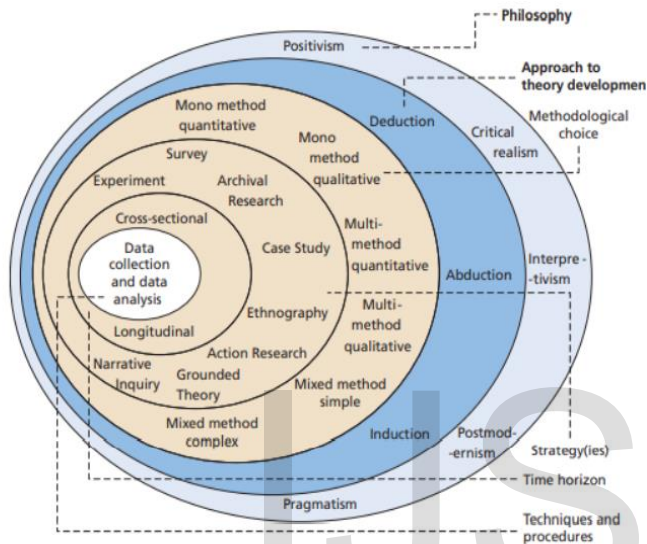 Philosophy
Positivism
Approach to
theory developmen
Mono method
quantitative
Deduction
Methodological
choice
Critical
realism
Mono
method
qualitative
Survey
Experiment
Archival
Research
Cross-sectional
Multi-
method
quantitative
Data
collection
and data
analysis
Case Study
Abduction
Interpre -
-tivism
Ethnography
Multi-
method
qualitative
Longitudinal
Action Research
Narrative
Inquiry
Grounded
Theory
Mixed method
simple
Mixed method
complex
Induction
Postmod-
-ernism
Strategy(ies)
Time horizon
Pragmatism
Techniques and
procedures
IJS